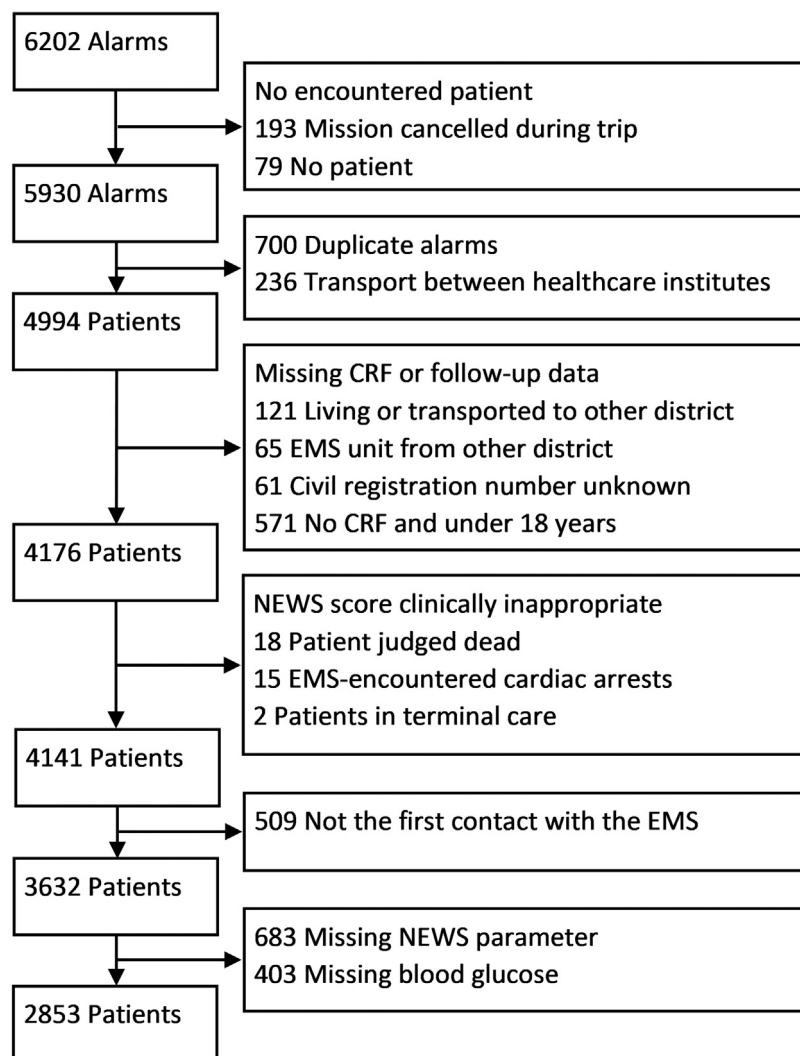 6202 Alarms
No encountered patient
193 Mission cancelled during trip
79 No patient
5930 Alarms
700 Duplicate alarms
236 Transport between healthcare institutes
4994 Patients
Missing CRF or follow-up data
121 Living or transported to other district
65 EMS unit from other district
61 Civil registration number unknown
571 No CRF and under 18 years
4176 Patients
NEWS score clinically inappropriate
18 Patient judged dead
15 EMS-encountered cardiac arrests
2 Patients in terminal care
4141 Patients
509 Not the first contact with the EMS
3632 Patients
683 Missing NEWS parameter
403 Missing blood glucose
2853 Patients